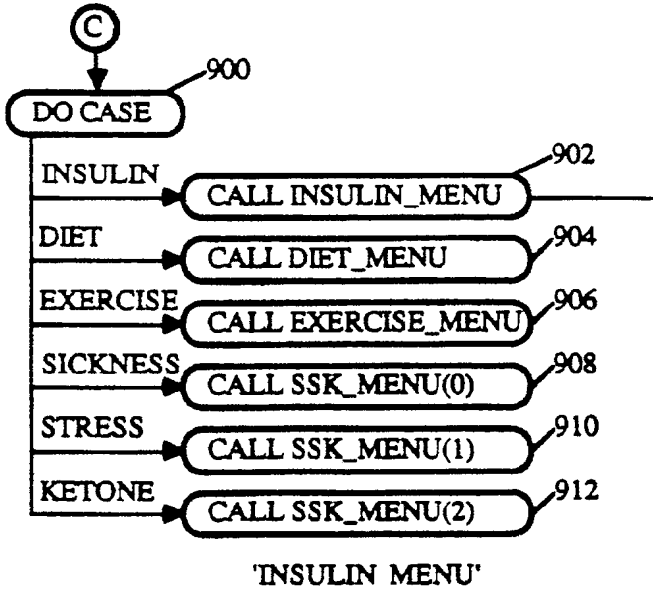 C
900
DO CASE
INSULIN
902
CALL INSULIN_MENU
DIET
904
CALL DIET_MENU
EXERCISE
906
CALL EXERCISE_MENU
SICKNESS
908
CALL SSK_MENU(0)
STRESS
910
CALL SSK_MENU(1)
KETONE
912
CALL SSK_MENU(2)
'INSULIN MENU'